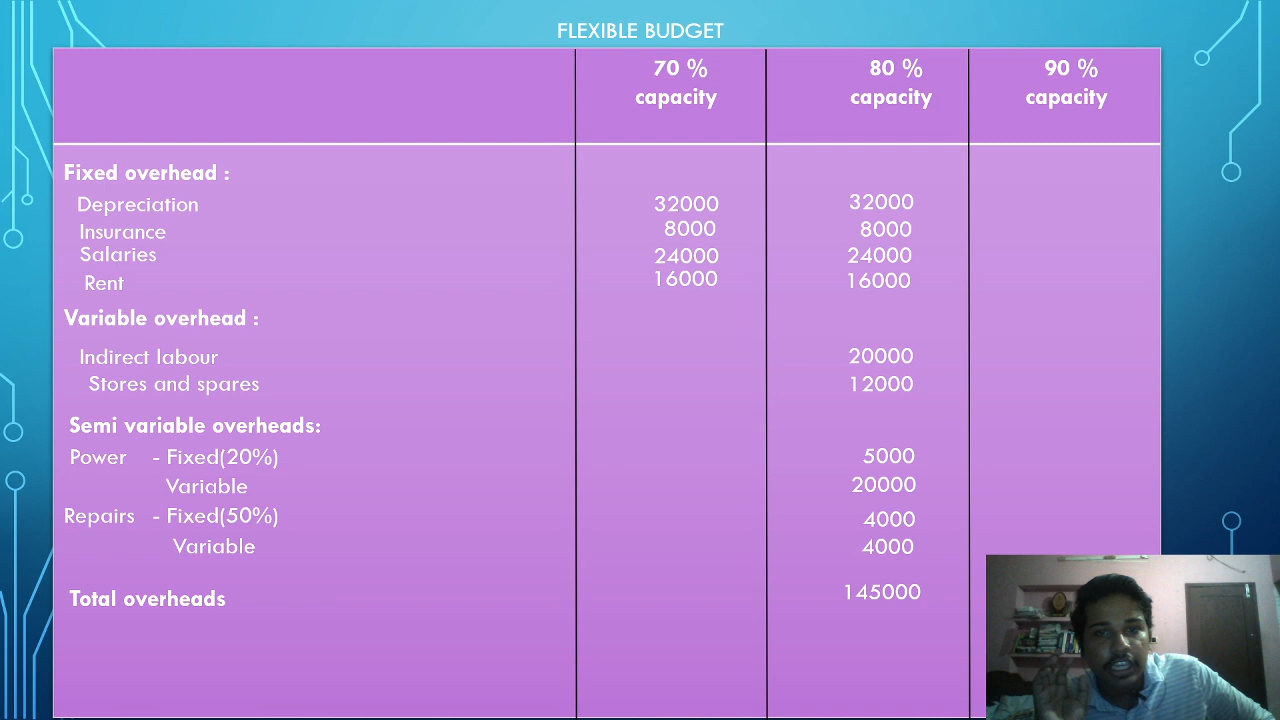 FLEXIBLE BUDGET
70 % capacity 80 % capacity 90 % capacity
Fixed overhead :
Depreciation 32000 32000
Insurance 8000 8000
Salaries 24000 24000
Rent 16000 16000
Variable overhead :
Indirect labour 20000
Stores and spares 12000
Semi variable overheads:
Power - Fixed(20%) 5000
Variable 20000
Repairs - Fixed(50%) 4000
Variable 4000
Total overheads 145000